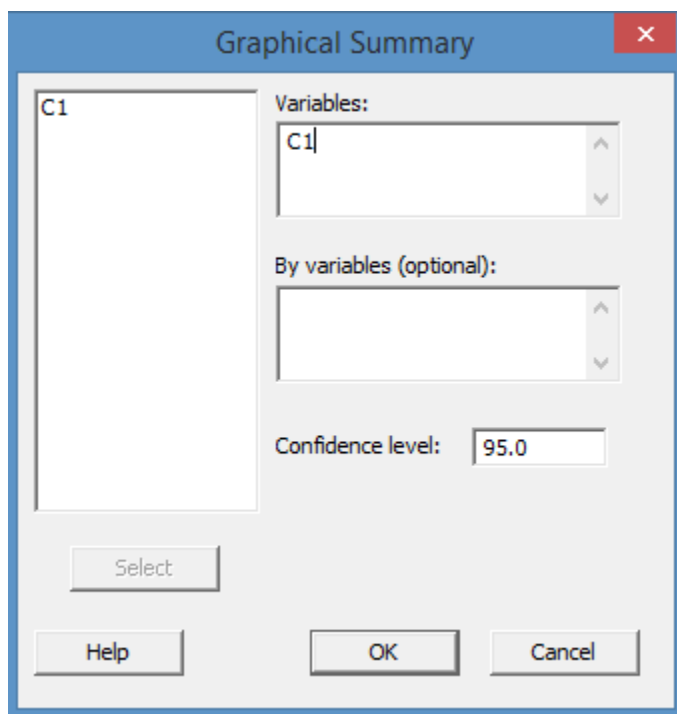 Graphical Summary
C1
Variables:
C1
By variables (optional):
Confidence level: 95.0
Select
Help OK Cancel